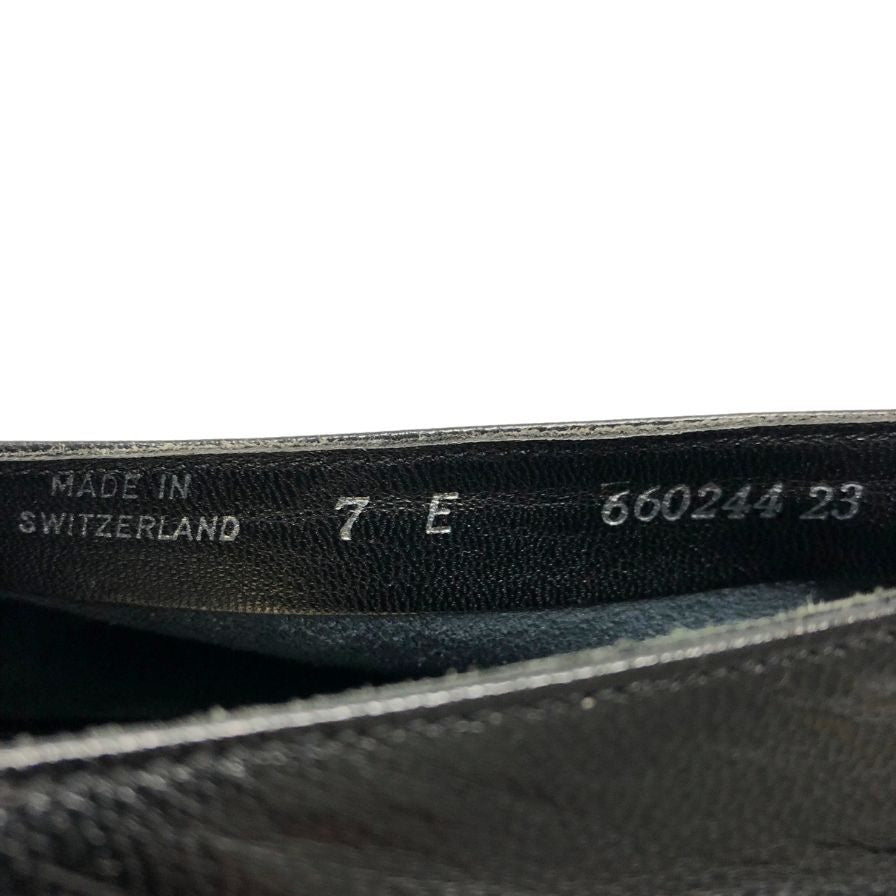 MADE IN
SWITZERLAND
7 E 660244 23